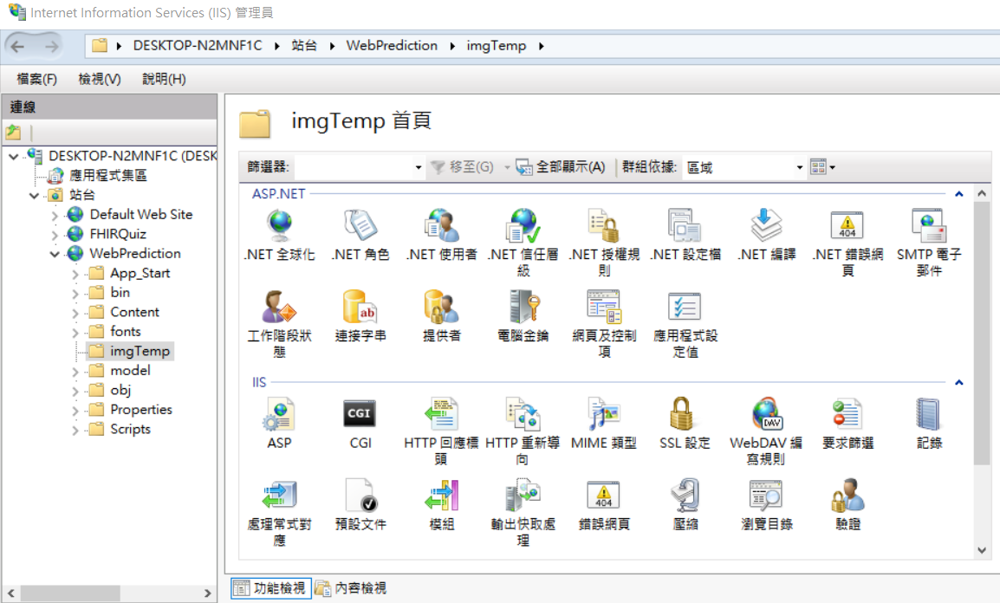 Internet Information Services (IIS) 管理員
DESKTOP-N2MNF1C 站台 WebPrediction imgTemp
檔案(F) 檢視(V) 說明(H)
連線
DESKTOP-N2MNF1C (DESK
應用程式集區
站台
Default Web Site
FHIRQuiz
WebPrediction
App_Start
bin
Content
fonts
imgTemp
model
obj
Properties
Scripts
imgTemp 首頁
篩選器: 移至(G) 全部顯示(A) 群組依據: 區域
ASP.NET
.NET 全球化
.NET 角色
.NET 使用者
.NET 信任層
級
.NET 授權規
則
.NET 設定檔
.NET 編譯
404
.NET 錯誤網
頁
SMTP 電子
郵件
工作階段狀
態
ab
連接字串
提供者
電腦金鑰
網頁及控制
項
應用程式設
定值
IIS
ASP
CGI
CGI
HTTP 回應標
頭
HTTP 重新導
向
MIME 類型
SSL 設定
DAV
WebDAV 編
寫規則
要求篩選
記錄
處理常式對
應
預設文件
模組
輸出快取處
理
404
錯誤網頁
壓縮
瀏覽目錄
驗證
功能檢視 內容檢視